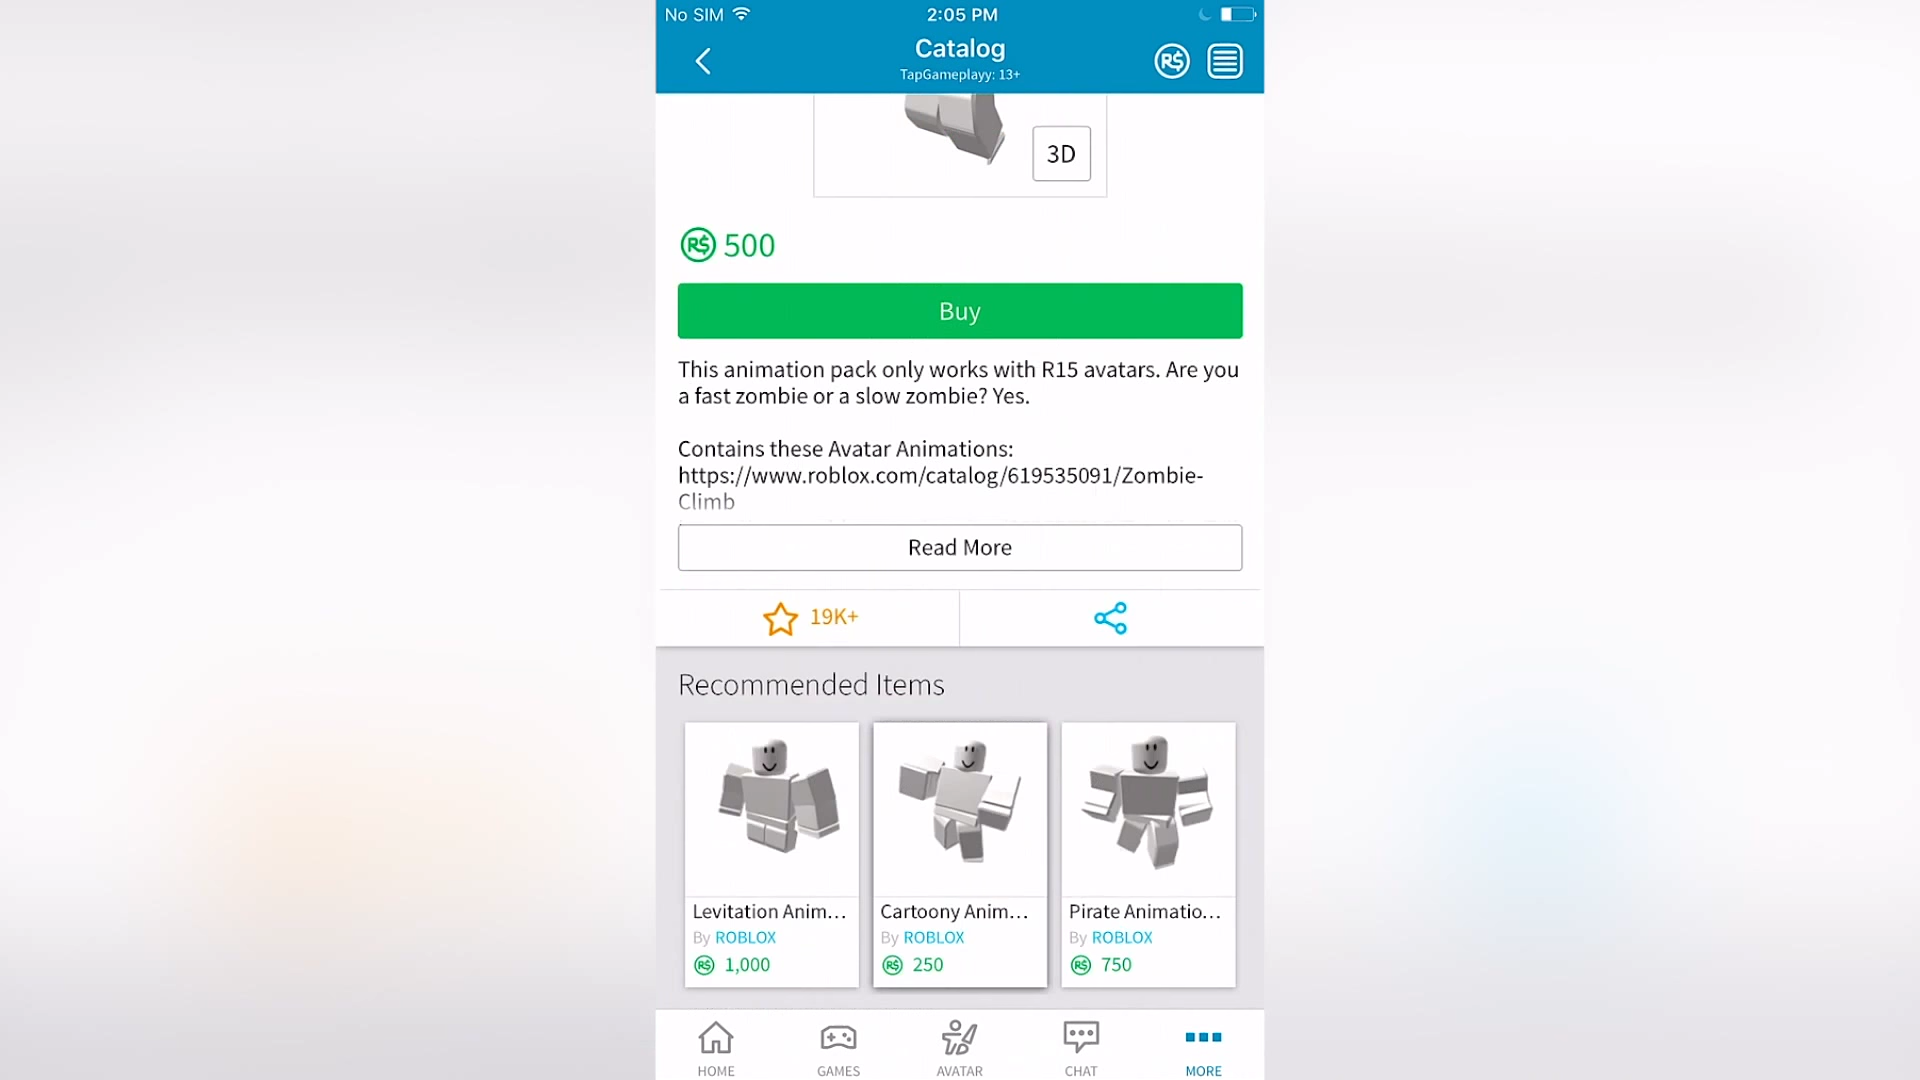 No SIM
2:05 PM
Catalog
TapGameplayy: 13+
R$
3D
R$ 500
Buy
This animation pack only works with R15 avatars. Are you
a fast zombie or a slow zombie? Yes.
Contains these Avatar Animations:
https://www.roblox.com/catalog/619535091/Zombie-
Climb
Read More
19K+
Recommended Items
Levitation Anim...
By ROBLOX
R$ 1,000
Cartoony Anim...
By ROBLOX
R$ 250
Pirate Animatio...
By ROBLOX
R$ 750
HOME
GAMES
AVATAR
CHAT
MORE